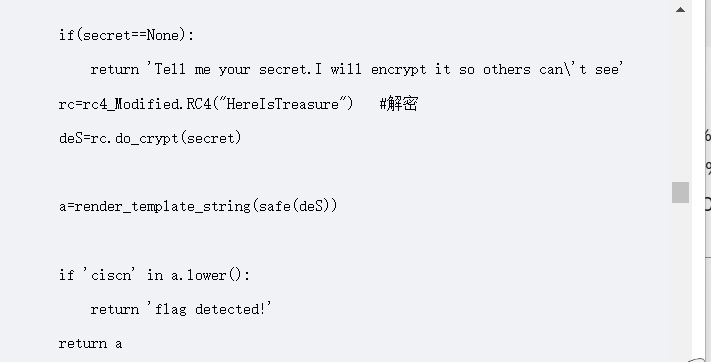 if(secret==None):
return 'Tell me your secret.I will encrypt it so others can\'t see'
rc=rc4_Modified.RC4("HereIsTreasure")   #解密
deS=rc.do_crypt(secret)
a=render_template_string(safe(deS))
if 'ciscn' in a.lower():
return 'flag detected!'
return a